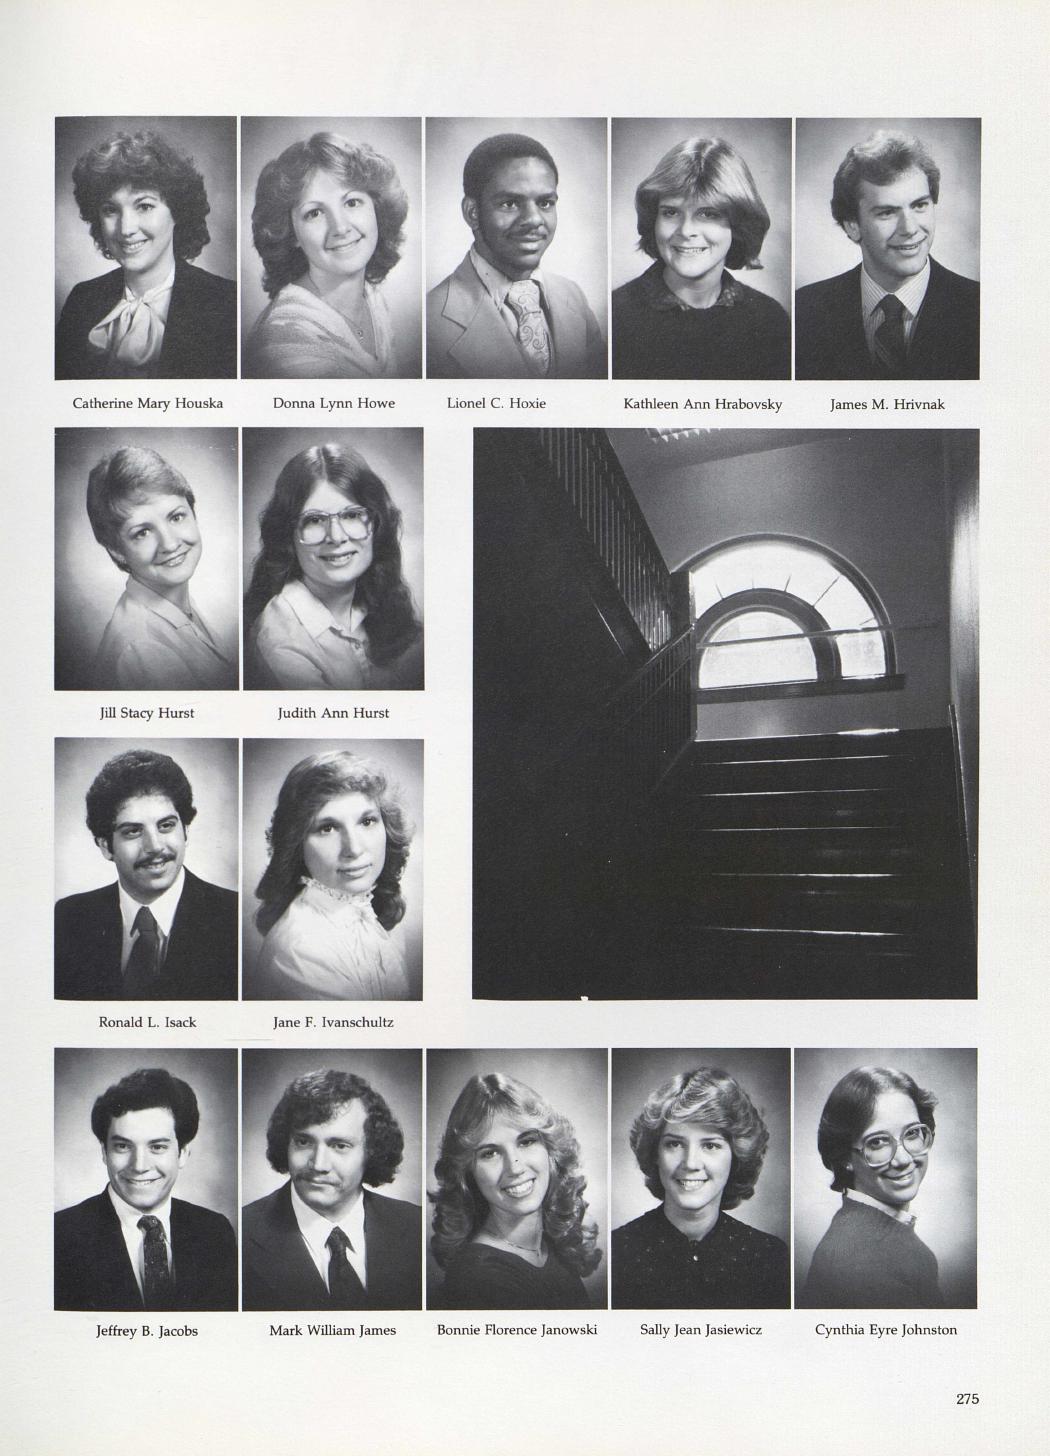 Catherine Mary Houska
Donna Lynn Howe
Lionel C. Hoxie
Kathleen Ann Hrabovsky
James M. Hrivnak
Jill Stacy Hurst
Judith Ann Hurst
Ronald L. Isack
Jane F. Ivanschultz
Jeffrey B. Jacobs
Mark William James
Bonnie Florence Janowski
Sally Jean Jasiewicz
Cynthia Eyre Johnston
275